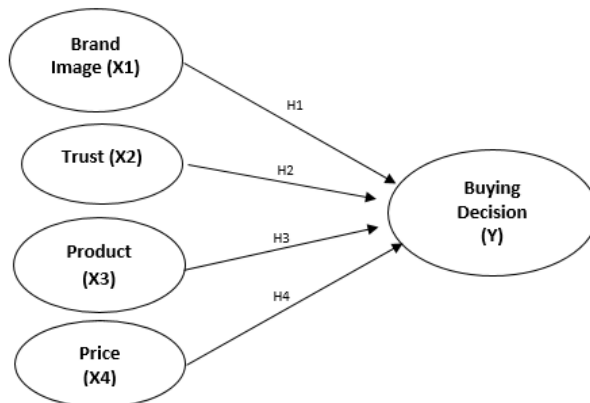 Brand
Image (X1)
H1
Trust (X2)
H2
Buying
Decision
(Y)
Product
(X3)
H3
H4
Price
(X4)